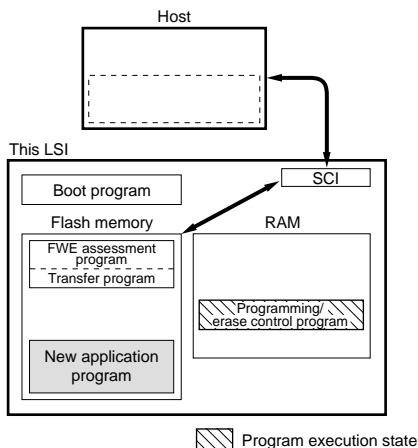 Host
This LSI
SCI
Boot program
Flash memory
RAM
FWE assessment
program
Transfer program
Programming/
erase control program
New application
program
Program execution state